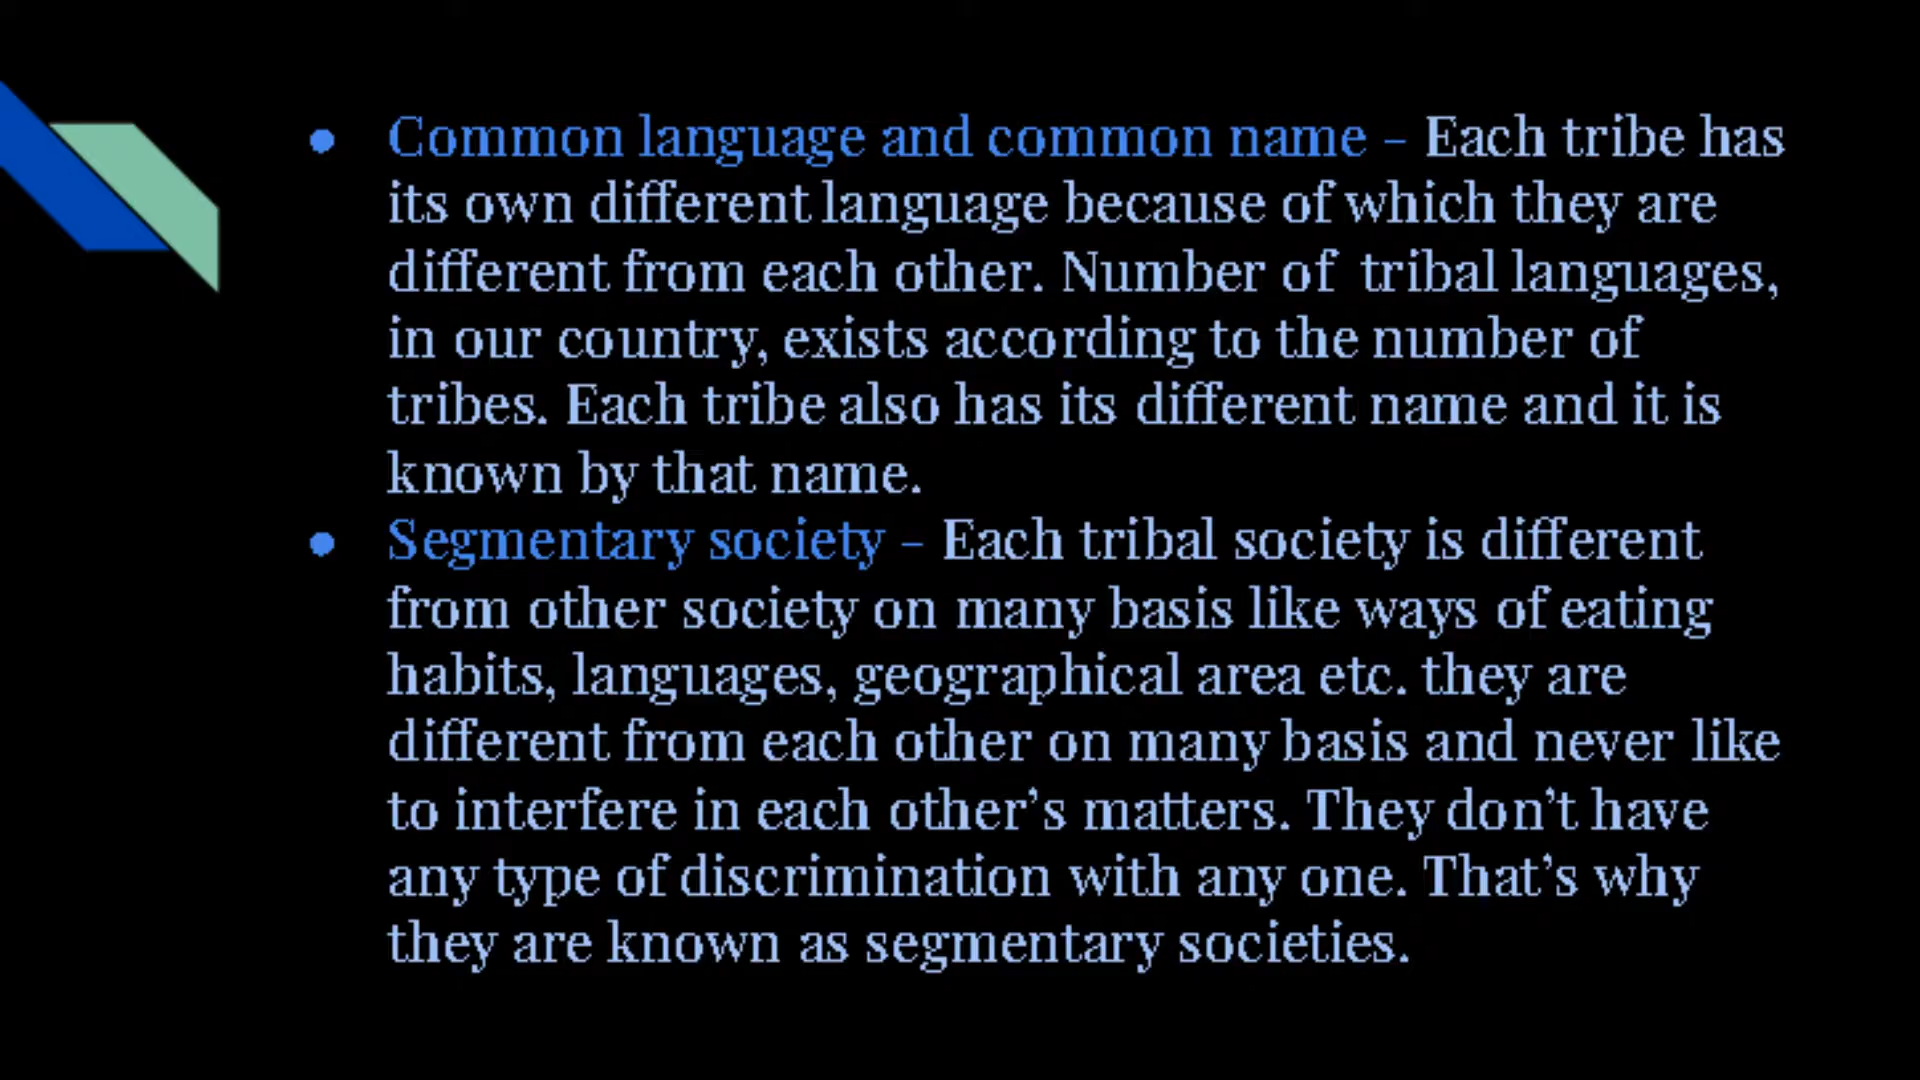 • Common language and common name – Each tribe has
its own different language because of which they are
different from each other. Number of  tribal languages,
in our country, exists according to the number of
tribes. Each tribe also has its different name and it is
known by that name.
• Segmentary society – Each tribal society is different
from other society on many basis like ways of eating
habits, languages, geographical area etc. they are
different from each other on many basis and never like
to interfere in each other’s matters. They don’t have
any type of discrimination with any one. That’s why
they are known as segmentary societies.